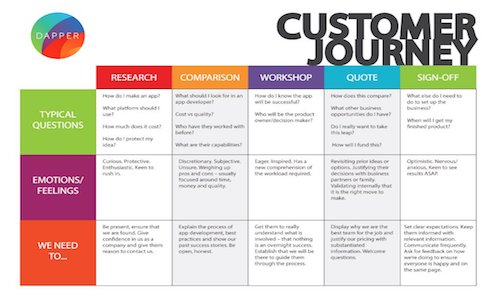 DAPPER
CUSTOMER
JOURNEY
RESEARCH
COMPARISON
WORKSHOP
QUOTE
SIGN-OFF
TYPICAL
QUESTIONS
How do I make an app?
What platform should I
use?
How much does it cost?
How do I protect my
idea?
What should I look for in an
app developer?
Cost vs quality?
Who have they worked with
before?
What are their capabilities?
How do I know the app
will be successful?
Who will be the product
owner/decision maker?
How does this compare?
What other business
opportunities do I have?
Do I really want to take
this leap?
How will I fund this?
What else do I need to
do to set up the
business?
When will I get my
finished product?
EMOTIONS/
FEELINGS
Curious. Protective.
Enthusiastic. Keen to
rush in.
Discretionary. Subjective.
Unsure. Weighing up
pros and cons – usually
focused around time,
money and quality.
Eager. Inspired. Has a
new comprehension of
the workload required.
Revisiting prior ideas or
options. Justifying their
decisions with business
partners or family.
Validating internally that
it is the right move to
make.
Optimistic. Nervous/
anxious. Keen to see
results ASAP.
WE NEED
TO...
Be present, ensure that
we are found. Give
confidence in us as a
company and give them
reason to contact us.
Explain the process of
app development, best
practices and show our
past success stories. Be
open, honest.
Get them to really
understand what is
involved – that nothing
is an overnight success.
Establish that we will be
there to guide them
through the process.
Display why we are the
best team for the job and
justify our pricing with
substantiated
information. Welcome
questions.
Set clear expectations. Keep
them informed with
relevant information.
Communicate frequently.
Ask for feedback on how
we're doing to ensure
everyone is happy and on
the same page.